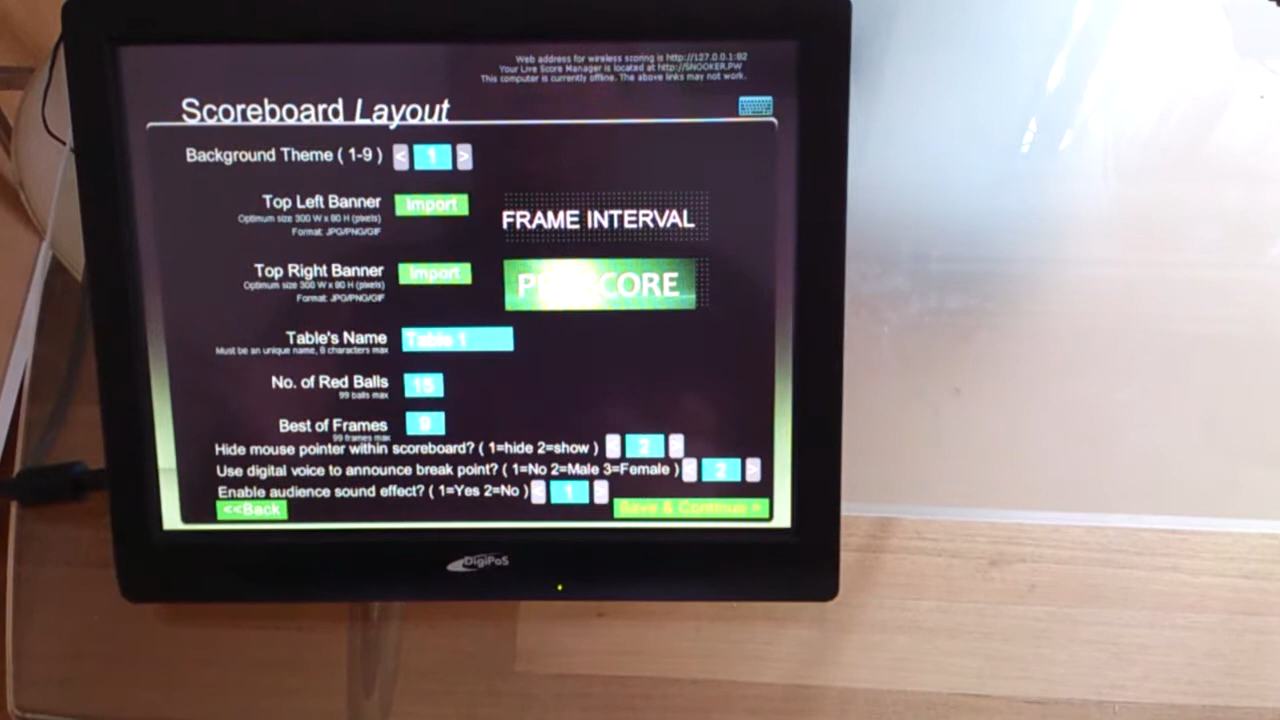 Web address for wireless scoring is http://127.0.0.1:82
Your Live Score Manager is located at http://SNOOKER.PW
This computer is currently offline. The above links may not work.
Scoreboard Layout
Background Theme ( 1-9 ) < 1 >
Top Left Banner Import
Optimum size 300 W x 80 H (pixels)
Format: JPG/PNG/GIF
FRAME INTERVAL
Top Right Banner Import
Optimum size 300 W x 80 H (pixels)
Format: JPG/PNG/GIF
Table's Name Table 1
Must be an unique name, 8 characters max
No. of Red Balls 15
99 balls max
Best of Frames 9
99 frames max
Hide mouse pointer within scoreboard? ( 1=hide 2=show ) < 2 >
Use digital voice to announce break point? ( 1=No 2=Male 3=Female ) < 2 >
Enable audience sound effect? ( 1=Yes 2=No ) < 1 >
<<Back Save & Continue >
DigiPoS